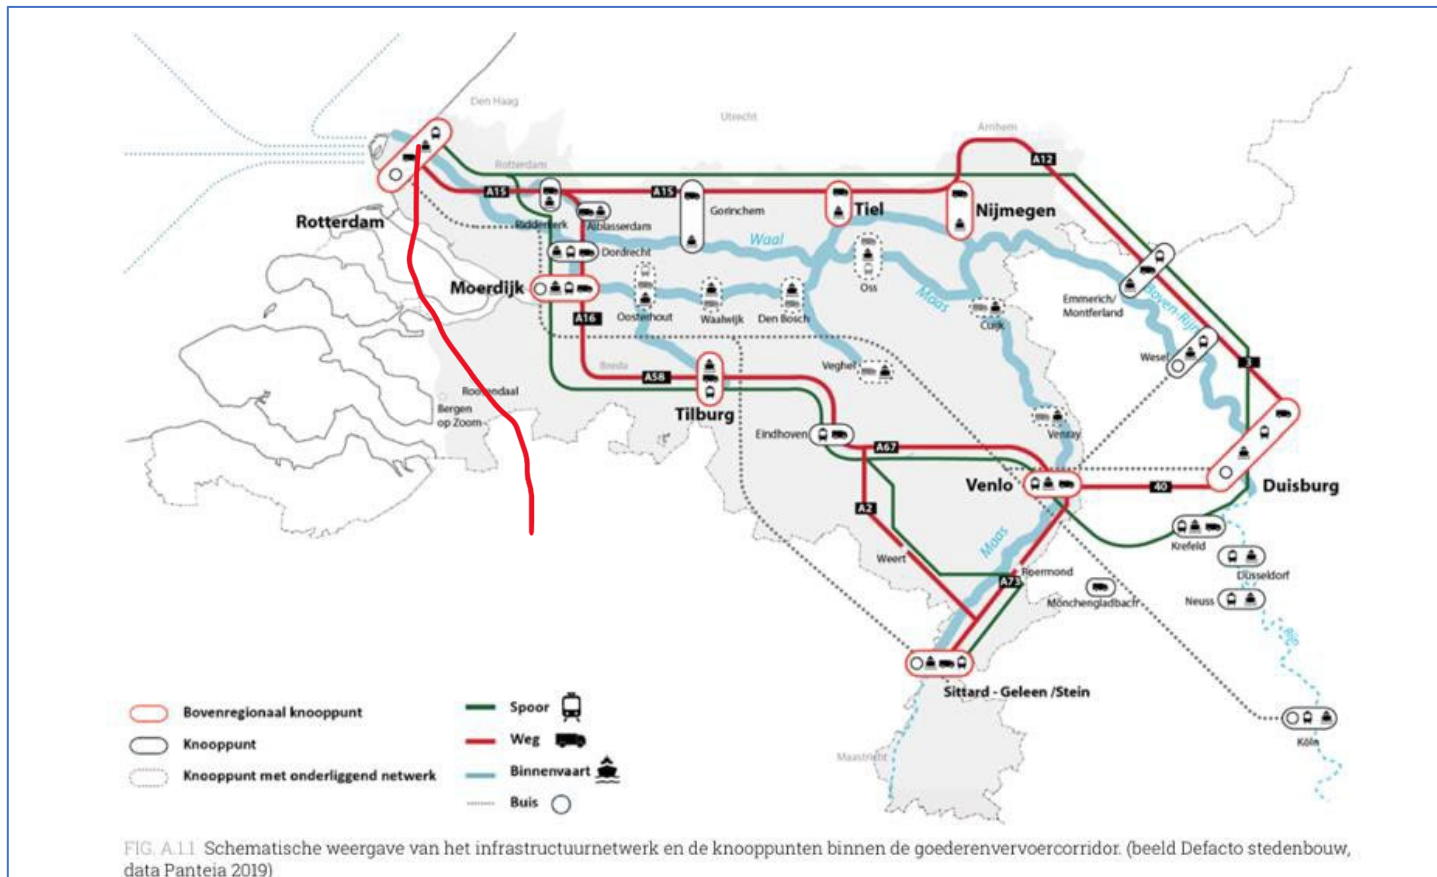 Den Haag
Utrecht
Arnhem
A12
Rotterdam
A15
A15
Ridderkerk
Alblasserdam
Gorinchem
Tiel
Nijmegen
Rotterdam
Waal
Dordrecht
Moerdijk
Oss
Maas
Emmerich/
Montferland
Boven-Rijn
A16
Oosterhout
Waalwijk
Den Bosch
Cuijk
Wesel
Breda
A58
Veghel
3
Roosendaal
Bergen
op Zoom
Tilburg
Eindhoven
Venray
A67
Venlo
40
Duisburg
A2
Maas
Krefeld
Weert
Roermond
A73
Düsseldorf
Mönchengladbach
Neuss
Rijn
Sittard - Geleen /Stein
Köln
Maastricht
Bovenregionaal knooppunt
Knooppunt
Knooppunt met onderliggend netwerk
Spoor
Weg
Binnenvaart
Buis
FIG. A.1.1 Schematische weergave van het infrastructuurnetwerk en de knooppunten binnen de goederenvervoercorridor. (beeld Defacto stedenbouw,
data Panteia 2019)